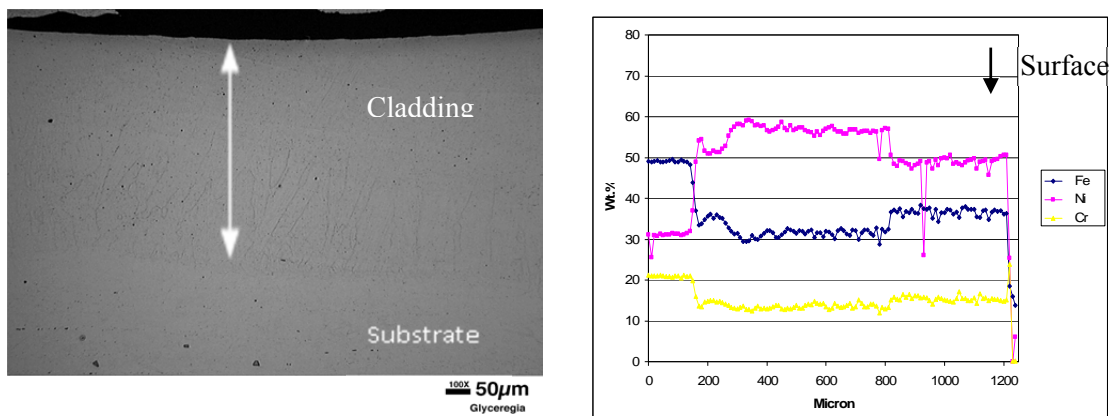 Cladding
Substrate
100X 50µm
Glyceregia
80
70
60
50
40
30
20
10
0
Wt.%
0 200 400 600 800 1000 1200
Micron
Surface
Fe
Ni
Cr